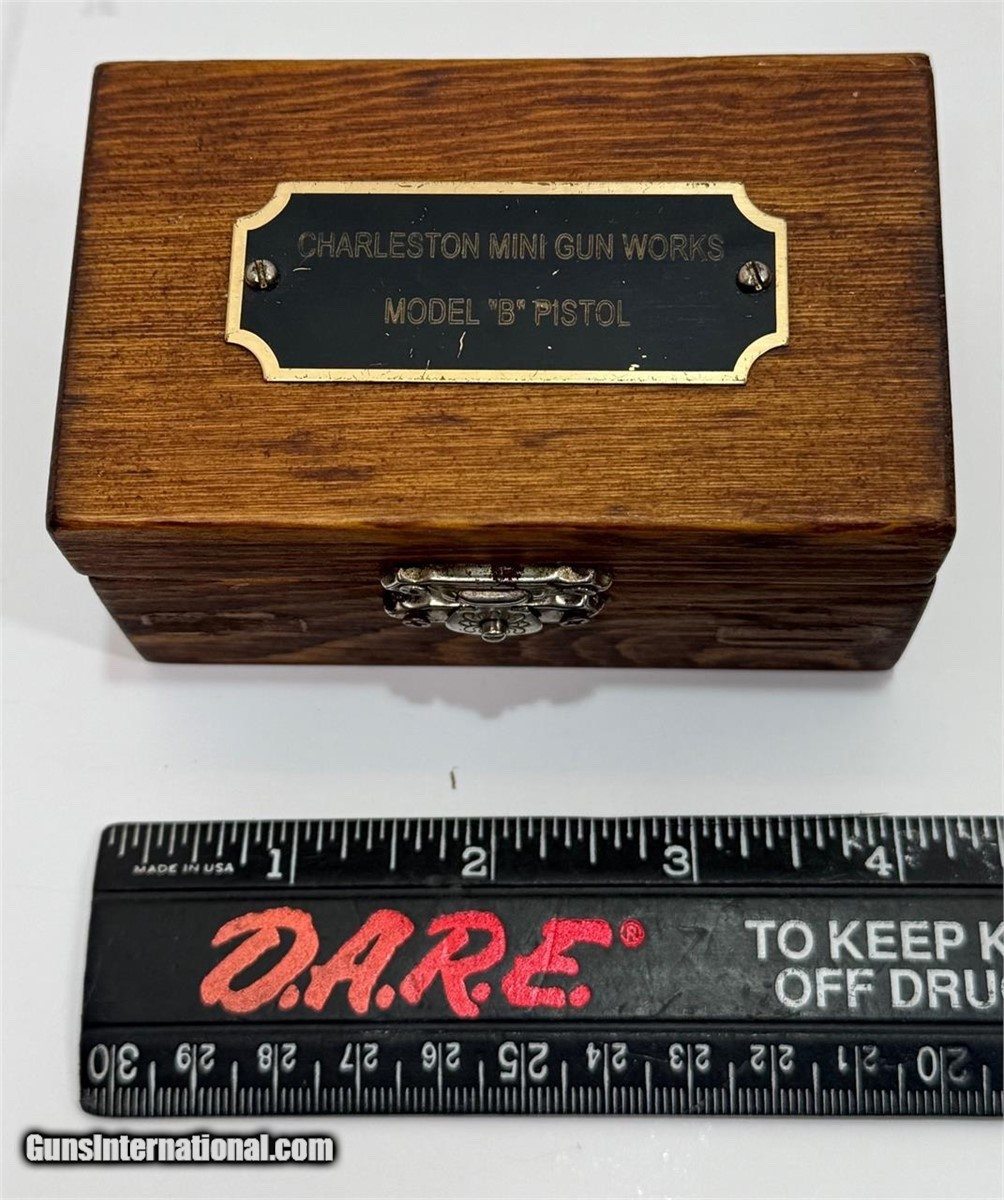 CHARLESTON MINI GUN WORKS
MODEL "B" PISTOL
1 2 3 4
MADE IN USA
D.A.R.E.®
TO KEEP K
OFF DRU
30 29 28 27 26 25 24 23 22 21 20
GunsInternational.com